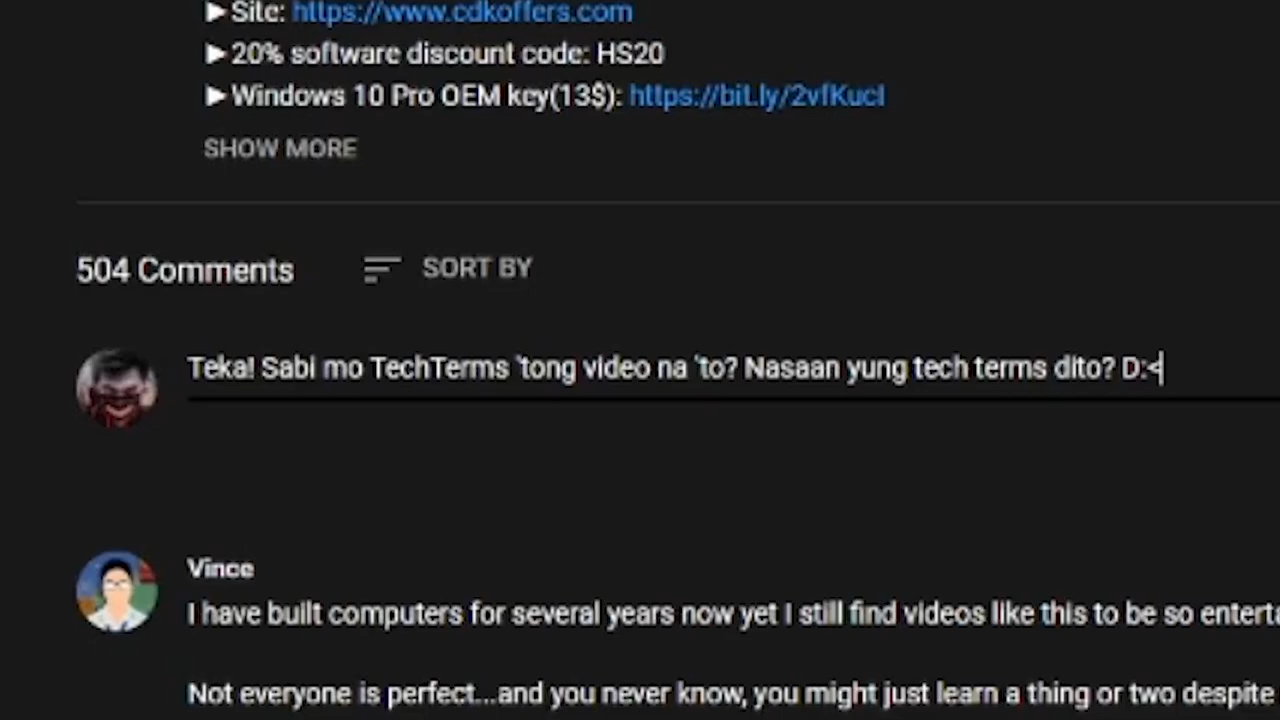 ►Site: https://www.cdkoffers.com
►20% software discount code: HS20
►Windows 10 Pro OEM key(13$): https://bit.ly/2vfKucI
SHOW MORE
504 Comments SORT BY
Teka! Sabi mo TechTerms 'tong video na 'to? Nasaan yung tech terms dito? D:<
Vince
I have built computers for several years now yet I still find videos like this to be so enterta
Not everyone is perfect...and you never know, you might just learn a thing or two despite